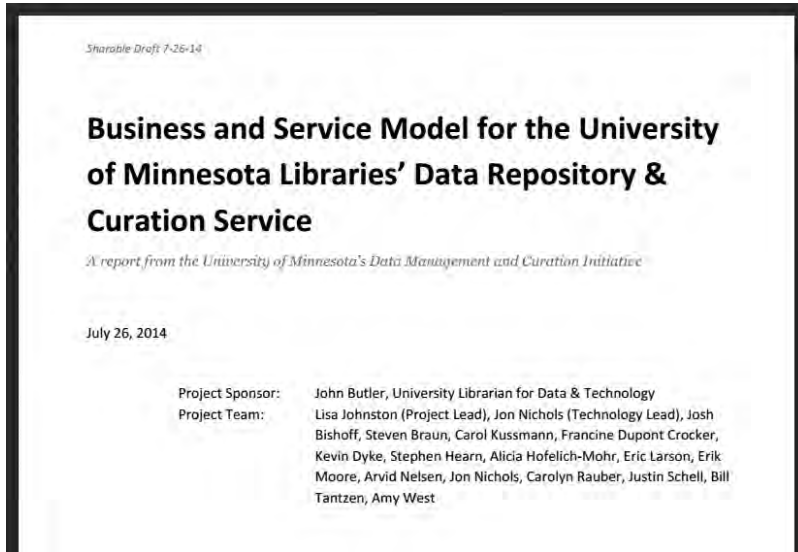 Sharable Draft 7-26-14
Business and Service Model for the University
of Minnesota Libraries' Data Repository &
Curation Service
A report from the University of Minnesota's Data Management and Curation Initiative
July 26, 2014
Project Sponsor: John Butler, University Librarian for Data & Technology
Project Team: Lisa Johnston (Project Lead), Jon Nichols (Technology Lead), Josh
Bishoff, Steven Braun, Carol Kussmann, Francine Dupont Crocker,
Kevin Dyke, Stephen Hearn, Alicia Hofelich-Mohr, Eric Larson, Erik
Moore, Arvid Nelsen, Jon Nichols, Carolyn Rauber, Justin Schell, Bill
Tantzen, Amy West